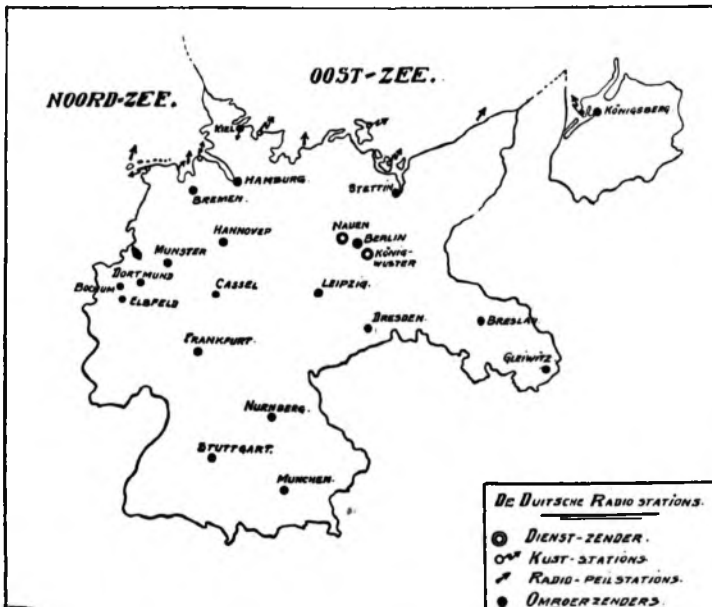 OOST-ZEE.
NOORD-ZEE.
KÖNIGSBERG
KIEL
HAMBURG.
STETTIN
BREMEN.
NAUEN
HANNOVER
BERLIN
KÖNIG-
WUSTER
MUNSTER
DORTMUND
BOCHUM
CASSEL
LEIPZIG.
ELBFELD
DRESDEN.
BRESLAU
FRANKFURT.
GLEIWITZ
NURNBERG.
STUTTGART.
MUNCHEN.
DE DUITSCHE RADIO STATIONS.
DIENST-ZENDER.
KUST-STATIONS
RADIO-PEILSTATIONS.
OMROEPZENDERS.